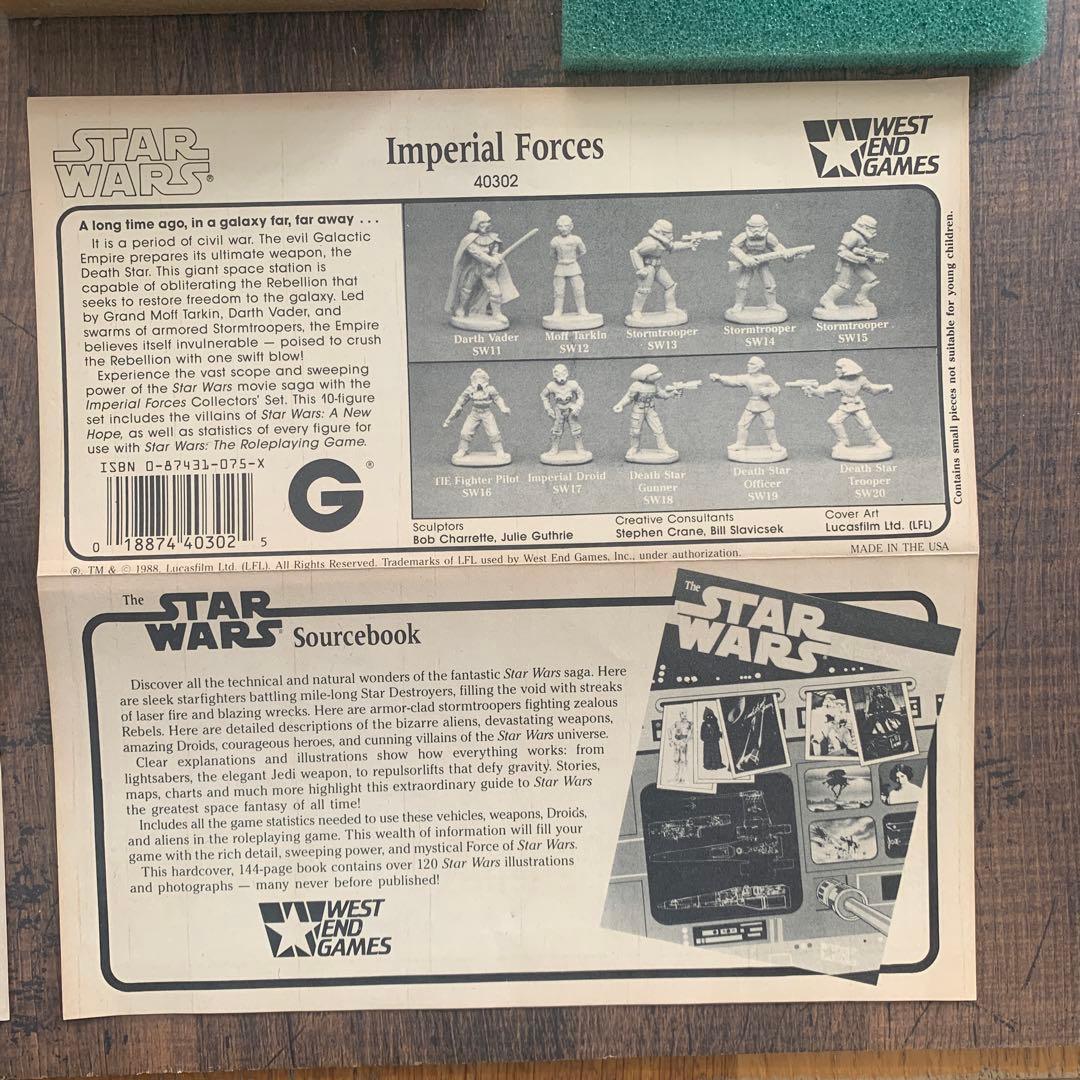 STAR
WARS®
Imperial Forces
40302
WEST
END
GAMES
A long time ago, in a galaxy far, far away . . .
It is a period of civil war. The evil Galactic
Empire prepares its ultimate weapon, the
Death Star. This giant space station is
capable of obliterating the Rebellion that
seeks to restore freedom to the galaxy. Led
by Grand Moff Tarkin, Darth Vader, and
swarms of armored Stormtroopers, the Empire
believes itself invulnerable — poised to crush
the Rebellion with one swift blow!
Experience the vast scope and sweeping
power of the Star Wars movie saga with the
Imperial Forces Collectors' Set. This 10-figure
set includes the villains of Star Wars: A New
Hope, as well as statistics of every figure for
use with Star Wars: The Roleplaying Game.
ISBN 0-87431-075-X
0 18874 40302 5
G®
Darth Vader
SW11
Moff Tarkin
SW12
Stormtrooper
SW13
Stormtrooper
SW14
Stormtrooper
SW15
TIE Fighter Pilot
SW16
Imperial Droid
SW17
Death Star
Gunner
SW18
Death Star
Officer
SW19
Death Star
Trooper
SW20
Contains small pieces not suitable for young children.
Sculptors
Bob Charrette, Julie Guthrie
Creative Consultants
Stephen Crane, Bill Slavicsek
Cover Art
Lucasfilm Ltd. (LFL)
®, TM & © 1988, Lucasfilm Ltd. (LFL). All Rights Reserved. Trademarks of LFL used by West End Games, Inc., under authorization.
MADE IN THE USA
The STAR
WARS® Sourcebook
Discover all the technical and natural wonders of the fantastic Star Wars saga. Here
are sleek starfighters battling mile-long Star Destroyers, filling the void with streaks
of laser fire and blazing wrecks. Here are armor-clad stormtroopers fighting zealous
Rebels. Here are detailed descriptions of the bizarre aliens, devastating weapons,
amazing Droids, courageous heroes, and cunning villains of the Star Wars universe.
Clear explanations and illustrations show how everything works: from
lightsabers, the elegant Jedi weapon, to repulsorlifts that defy gravity. Stories,
maps, charts and much more highlight this extraordinary guide to Star Wars
the greatest space fantasy of all time!
Includes all the game statistics needed to use these vehicles, weapons, Droids,
and aliens in the roleplaying game. This wealth of information will fill your
game with the rich detail, sweeping power, and mystical Force of Star Wars.
This hardcover, 144-page book contains over 120 Star Wars illustrations
and photographs — many never before published!
WEST
END
GAMES
The
STAR
WARS